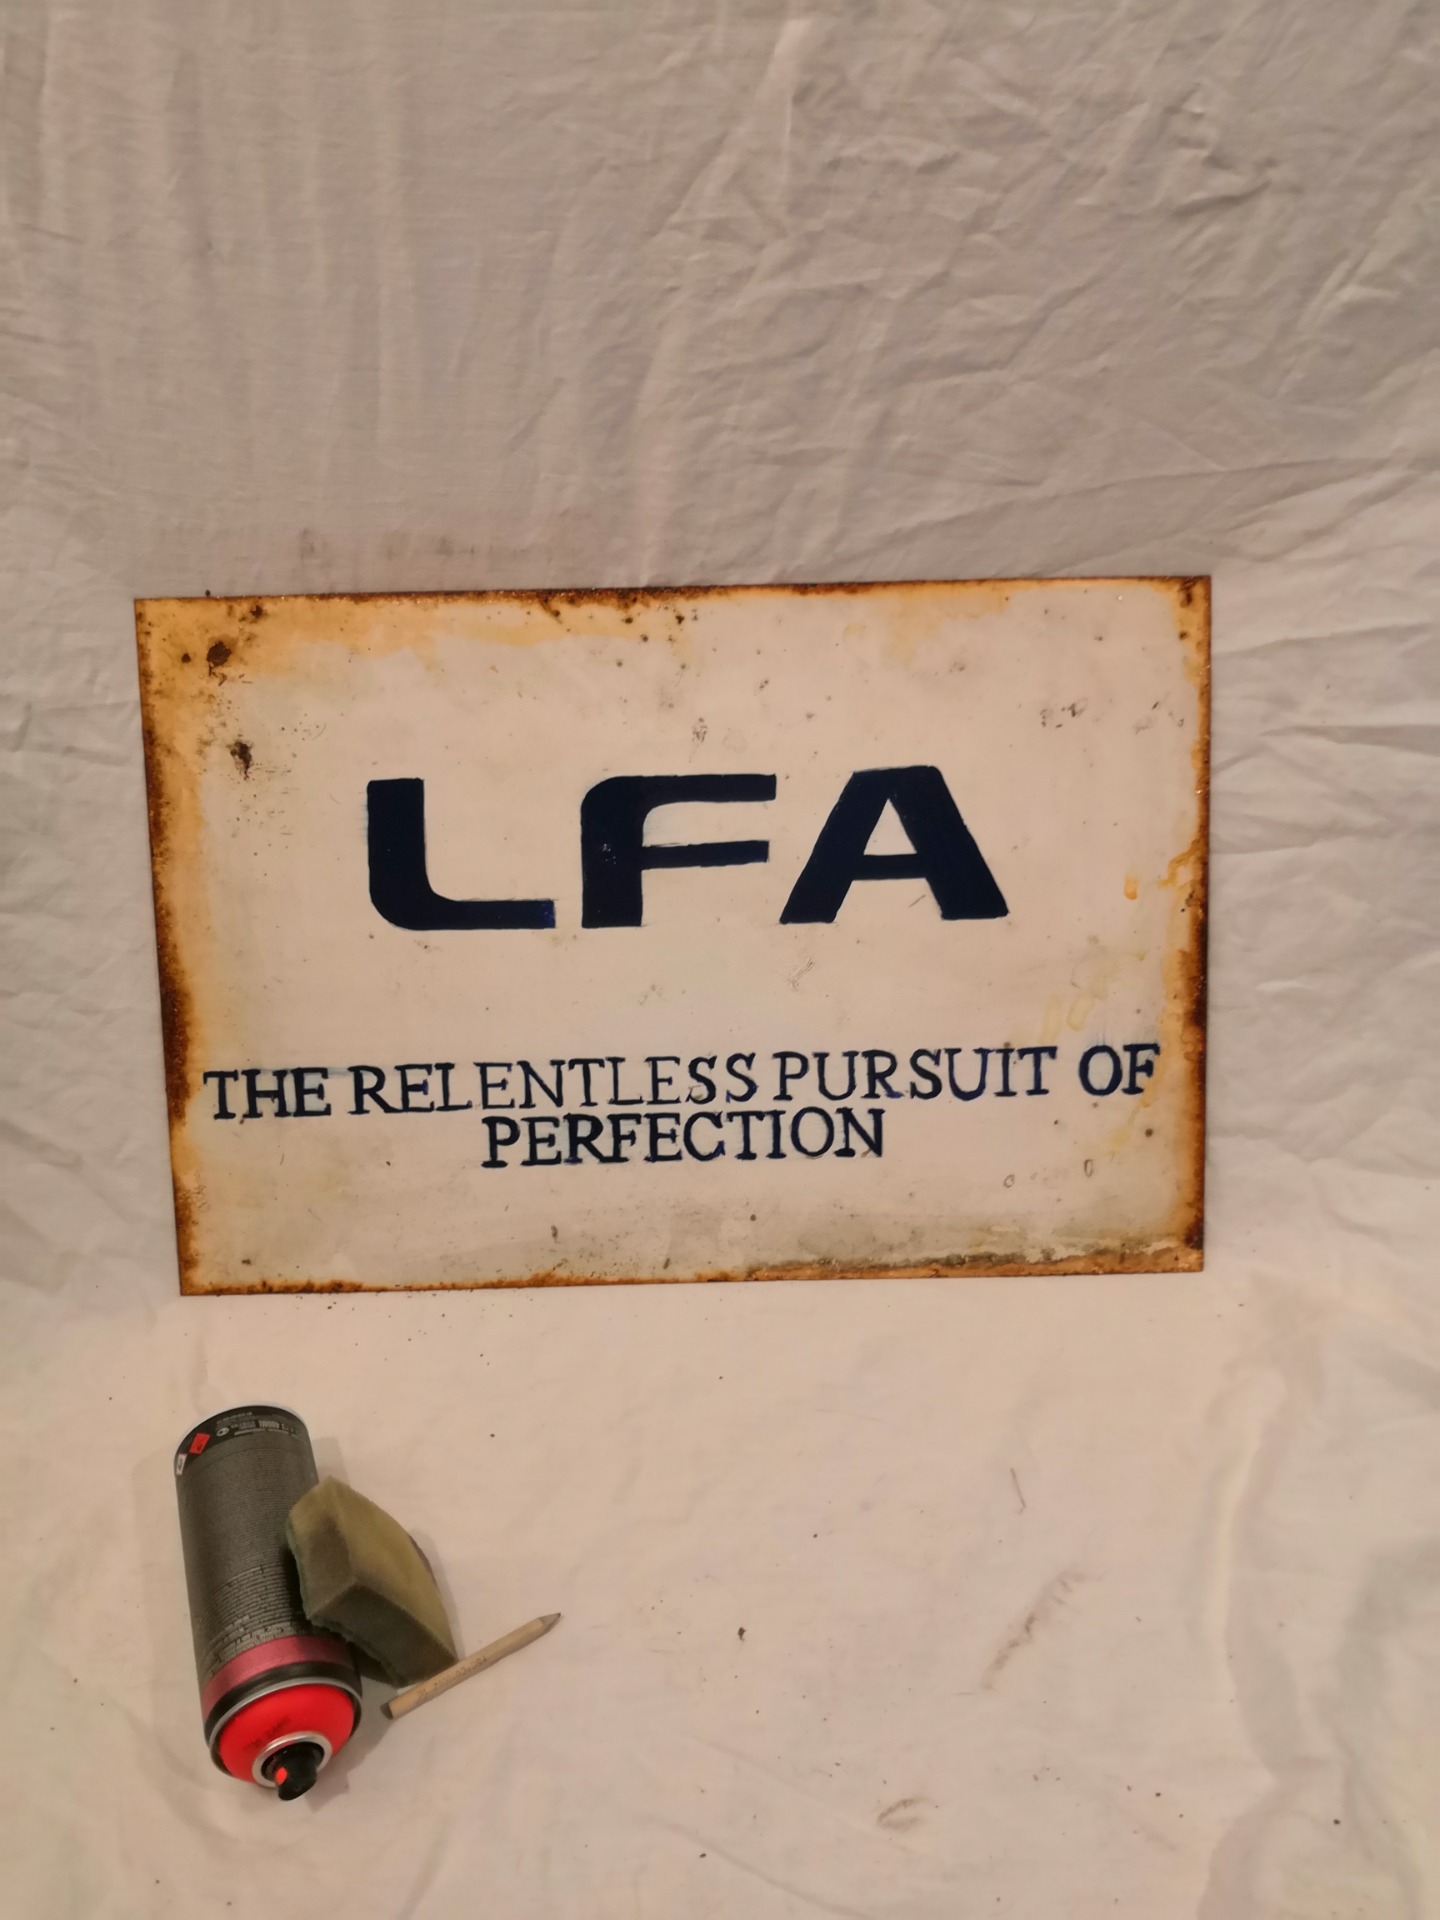 LFA
THE RELENTLESS PURSUIT OF
PERFECTION